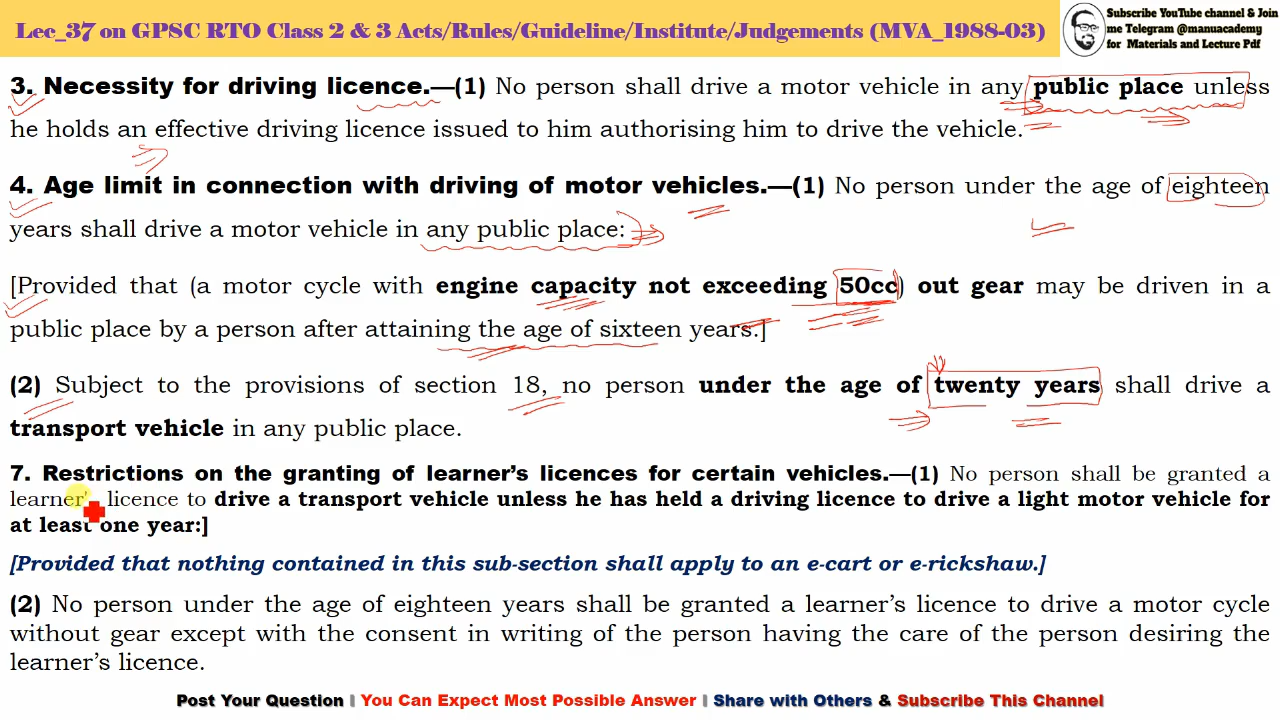 Lec_37 on GPSC RTO Class 2 & 3 Acts/Rules/Guideline/Institute/Judgements (MVA_1988-03)
Subscribe YouTube channel & Join
me Telegram @manuacademy
for Materials and Lecture Pdf
3. Necessity for driving licence.—(1) No person shall drive a motor vehicle in any public place unless
he holds an effective driving licence issued to him authorising him to drive the vehicle.
4. Age limit in connection with driving of motor vehicles.—(1) No person under the age of eighteen
years shall drive a motor vehicle in any public place:
[Provided that (a motor cycle with engine capacity not exceeding 50cc) out gear may be driven in a
public place by a person after attaining the age of sixteen years.]
(2) Subject to the provisions of section 18, no person under the age of twenty years shall drive a
transport vehicle in any public place.
7. Restrictions on the granting of learner's licences for certain vehicles.—(1) No person shall be granted a
learner' licence to drive a transport vehicle unless he has held a driving licence to drive a light motor vehicle for
at least one year:]
[Provided that nothing contained in this sub-section shall apply to an e-cart or e-rickshaw.]
(2) No person under the age of eighteen years shall be granted a learner's licence to drive a motor cycle
without gear except with the consent in writing of the person having the care of the person desiring the
learner's licence.
Post Your Question | You Can Expect Most Possible Answer | Share with Others & Subscribe This Channel